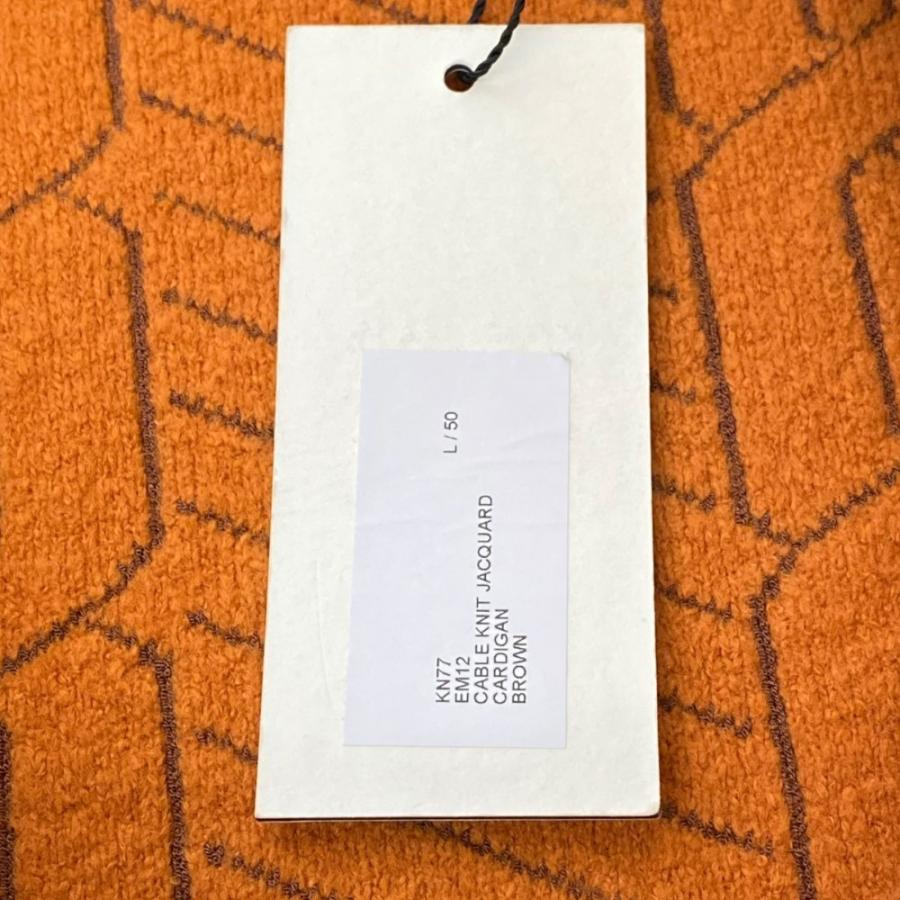 KN77
L / 50
EM12
CABLE KNIT JACQUARD
CARDIGAN
BROWN